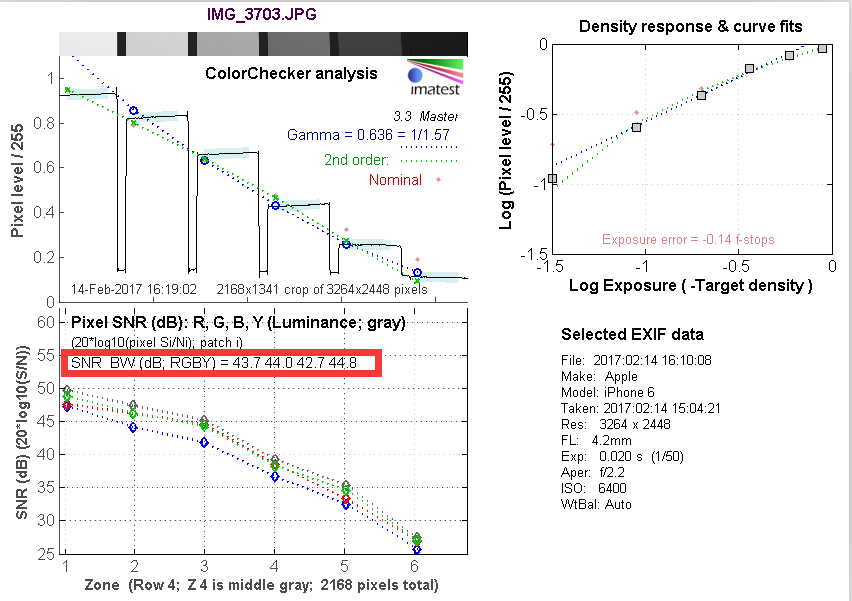 IMG_3703.JPG
ColorChecker analysis
imatest
3.3 Master
Gamma = 0.636 = 1/1.57
2nd order:
Nominal
Pixel level / 255
1
0.8
0.6
0.4
0.2
0
14-Feb-2017 16:19:02 2168x1341 crop of 3264x2448 pixels
Pixel SNR (dB): R, G, B, Y (Luminance; gray)
(20*log10(pixel Si/Ni); patch i)
SNR_BW (dB; RGBY) = 43.7 44.0 42.7 44.8
SNR (dB) (20*log10(S/N))
60
55
50
45
40
35
30
25
1 2 3 4 5 6
Zone (Row 4; Z 4 is middle gray; 2168 pixels total)
Density response & curve fits
Log (Pixel level / 255)
0
-0.5
-1
-1.5
Exposure error = -0.14 f-stops
-1.5 -1 -0.5 0
Log Exposure ( -Target density )
Selected EXIF data
File: 2017:02:14 16:10:08
Make: Apple
Model: iPhone 6
Taken: 2017:02:14 15:04:21
Res: 3264 x 2448
FL: 4.2mm
Exp: 0.020 s (1/50)
Aper: f/2.2
ISO: 6400
WtBal: Auto